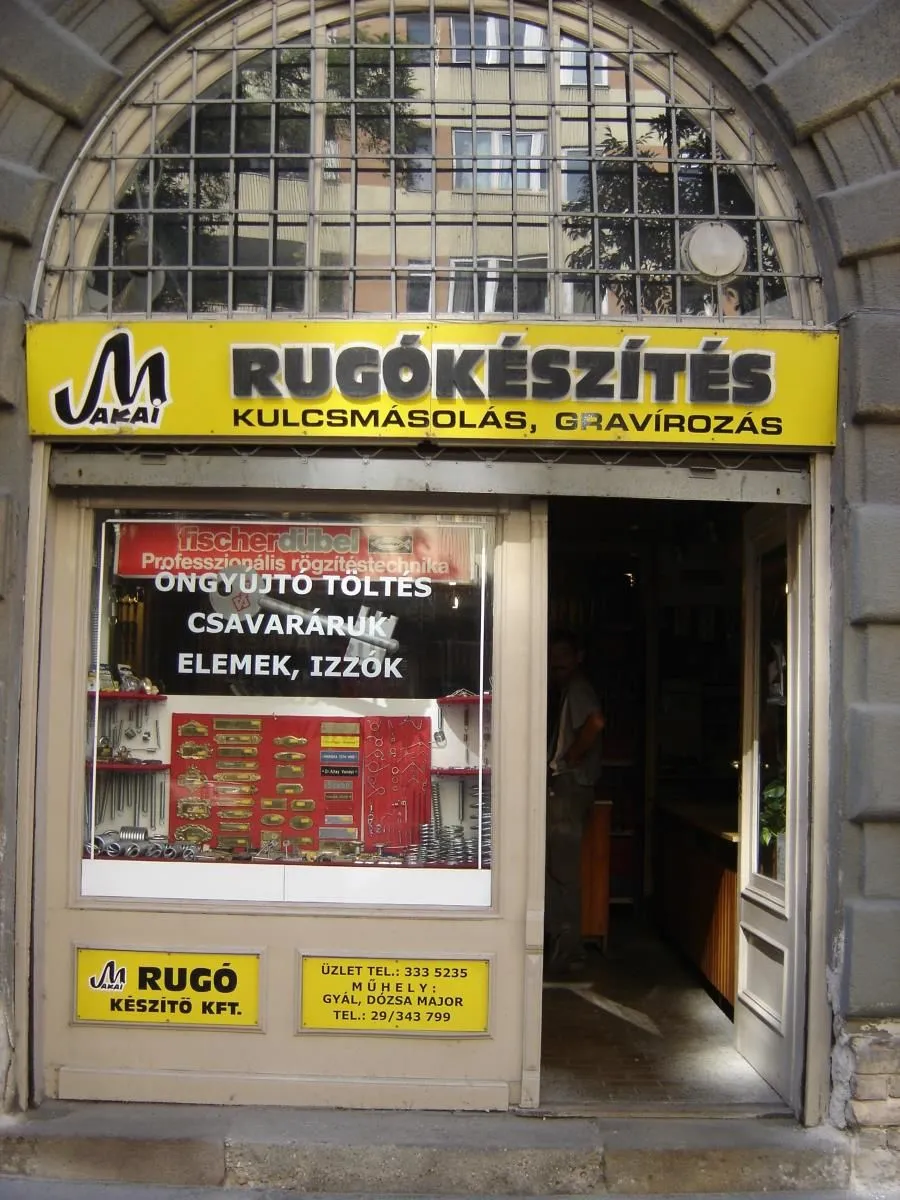 MAKAI
RUGÓKÉSZÍTÉS
KULCSMÁSOLÁS, GRAVÍROZÁS
fischerdübel
Professzionális rögzítéstechnika
ÖNGYÚJTÓ TÖLTÉS
CSAVARÁRUK
ELEMEK, IZZÓK
MAKAI
RUGÓ
KÉSZÍTŐ KFT.
ÜZLET TEL.: 333 5235
MŰHELY:
GYÁL, DÓZSA MAJOR
TEL.: 29/343 799